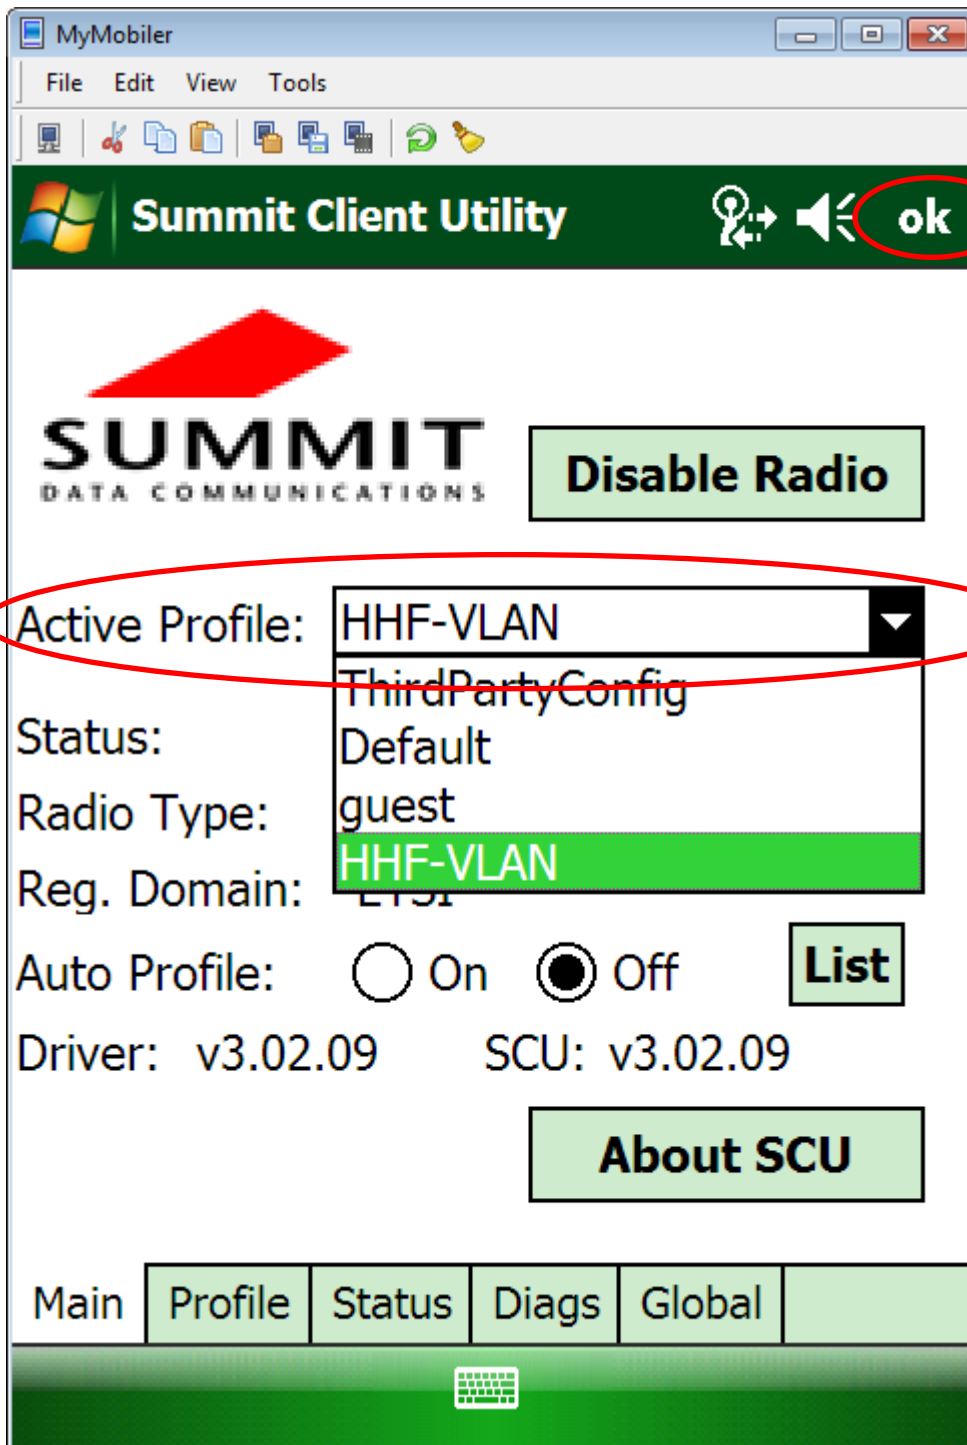 MyMobiler
File Edit View Tools
Summit Client Utility ok
SUMMIT
DATA COMMUNICATIONS
Disable Radio
Active Profile: HHF-VLAN
ThirdPartyConfig
Status:
Default
Radio Type:
guest
HHF-VLAN
Reg. Domain: ETSI
Auto Profile: On Off List
Driver: v3.02.09 SCU: v3.02.09
About SCU
Main Profile Status Diags Global